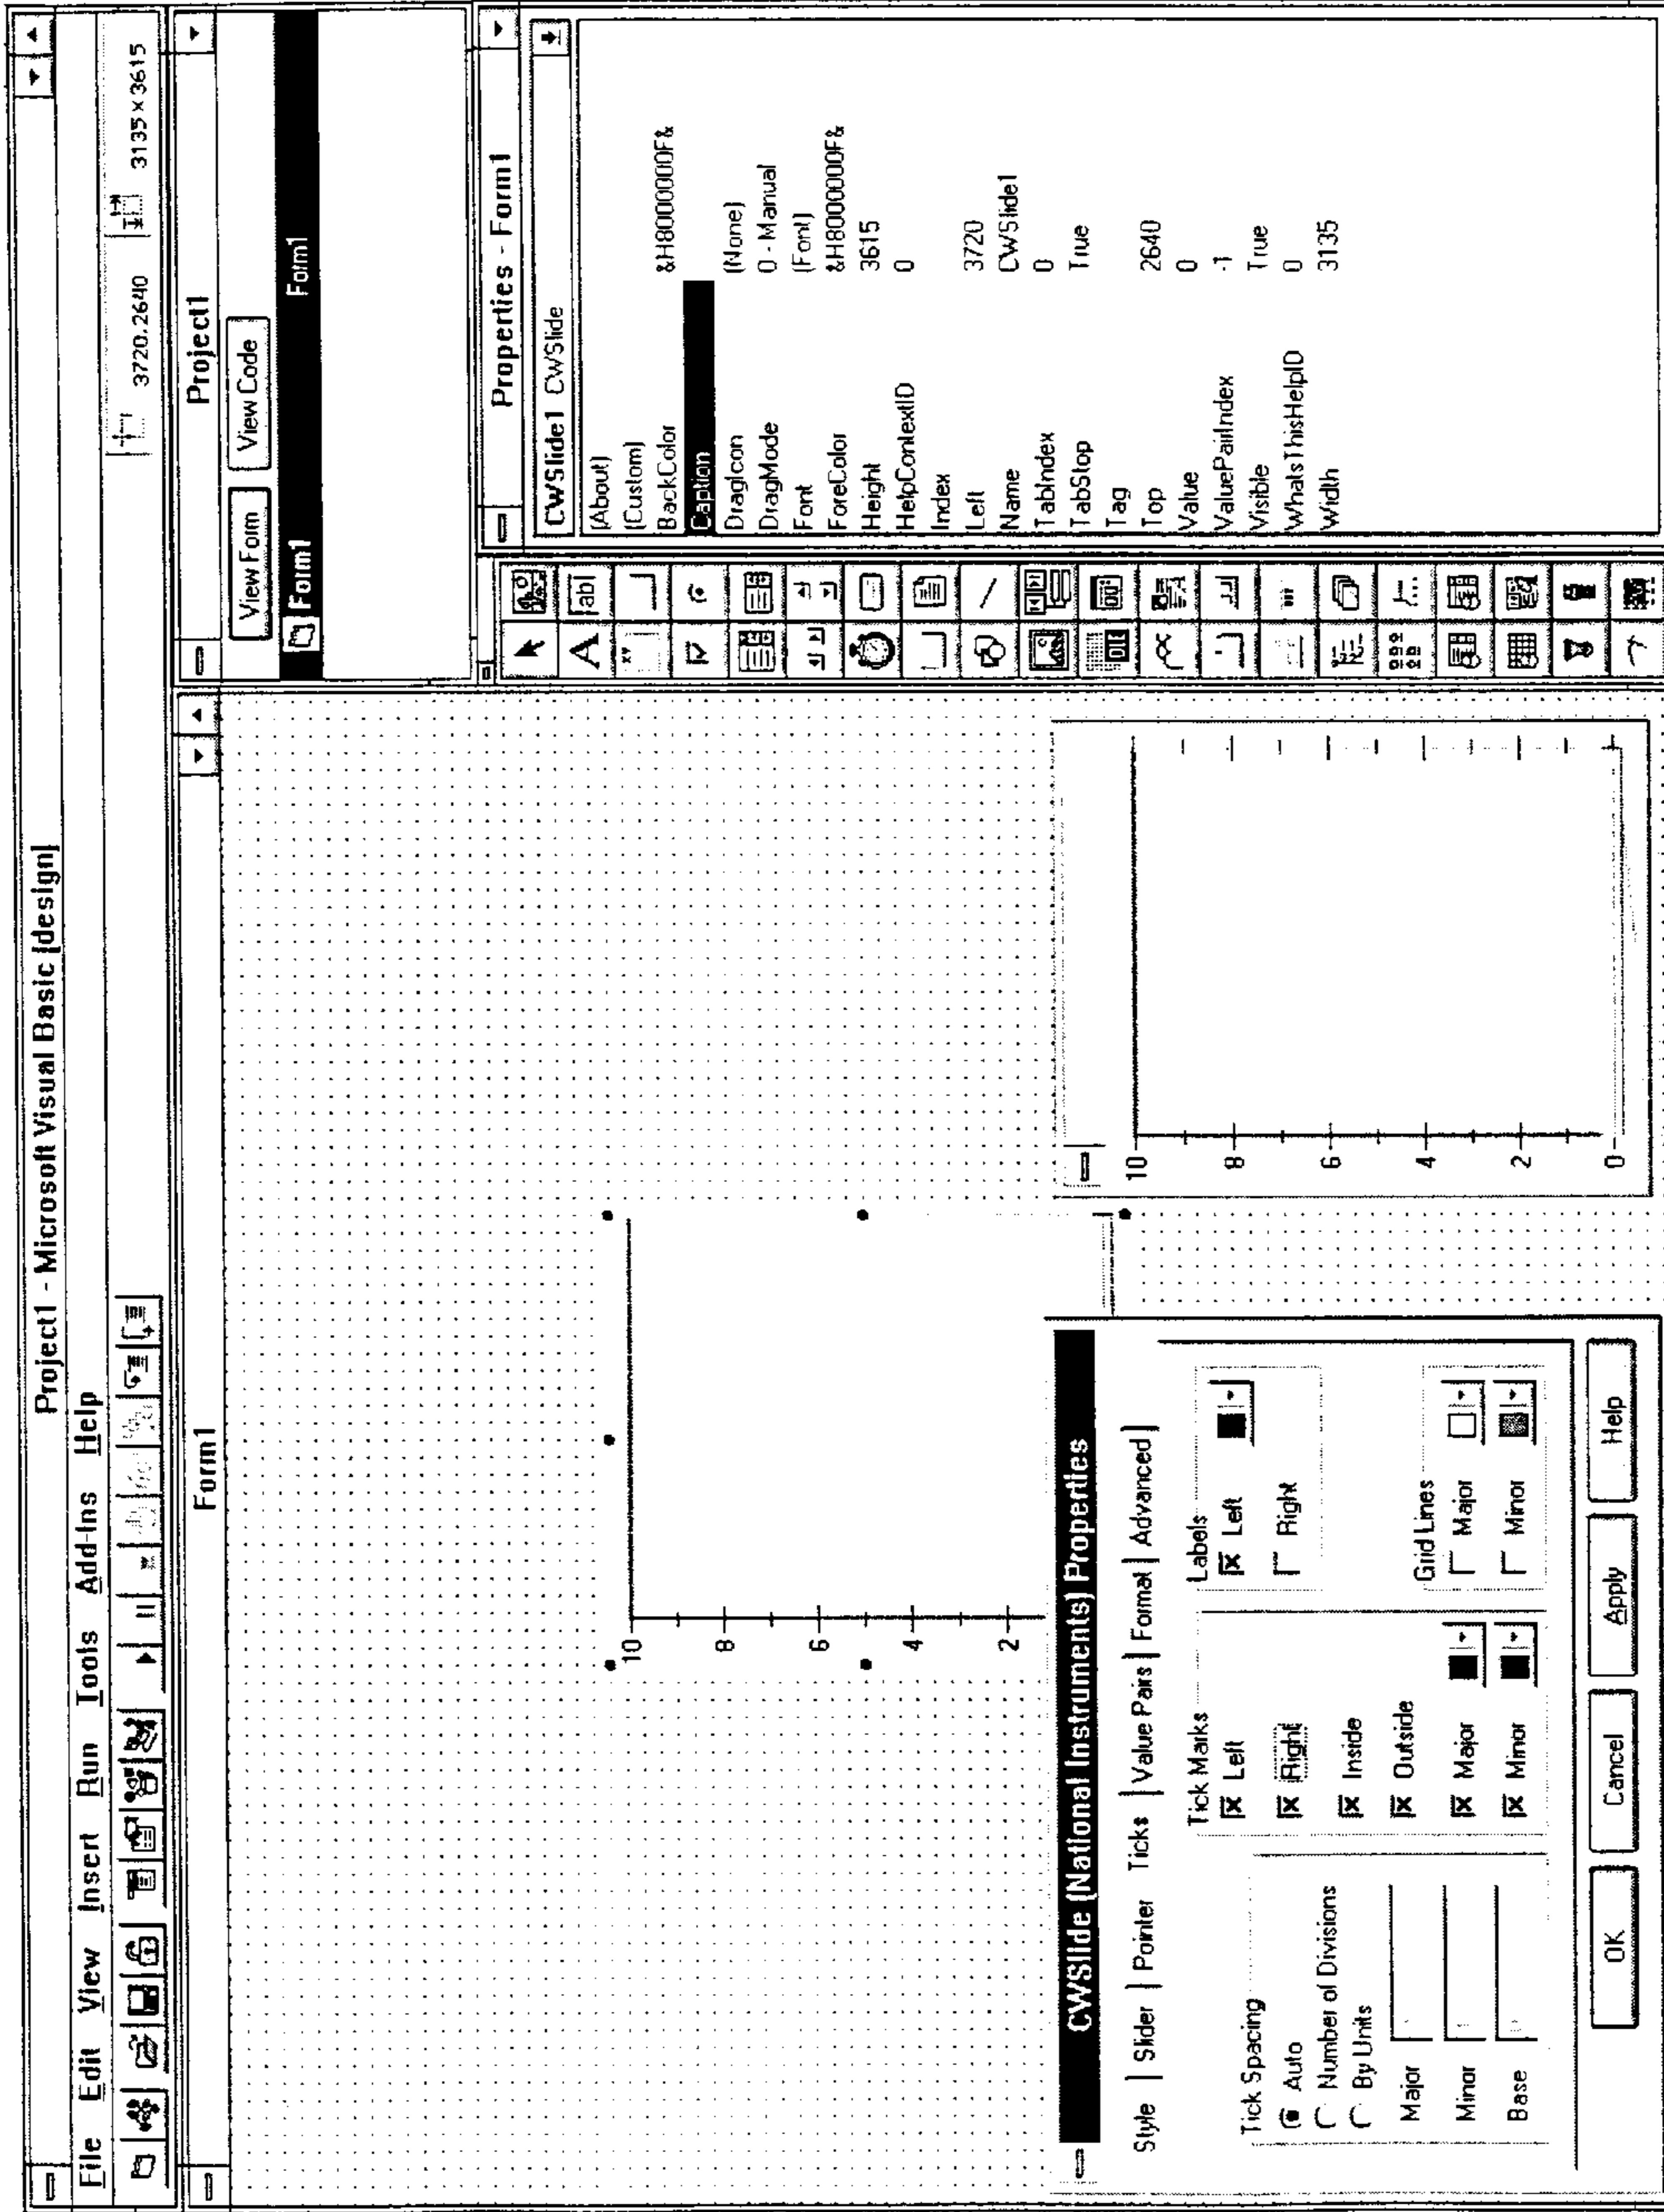 Project1 - Microsoft Visual Basic [design]
File Edit View Insert Run Tools Add-Ins Help
3720,2640 3135 × 3615
Form1
10
8
6
4
2
CWSlide (National Instruments) Properties
Style Slider Pointer Ticks Value Pairs Format Advanced
Tick Spacing
Auto
Number of Divisions
By Units
Major
Minor
Base
Tick Marks
Left
Right
Inside
Outside
Major
Minor
Labels
Left
Right
Grid Lines
Major
Minor
OK Cancel Apply Help
10
8
6
4
2
0
Project1
View Form View Code
Form1 Form1
Properties - Form1
CWSlide1 CWSlide
(About)
(Custom)
BackColor &H8000000F&
Caption
DragIcon (None)
DragMode 0 - Manual
Font (Font)
ForeColor &H8000000F&
Height 3615
HelpContextID 0
Index
Left 3720
Name CWSlide1
TabIndex 0
TabStop True
Tag
Top 2640
Value 0
ValuePairIndex -1
Visible True
WhatsThisHelpID 0
Width 3135